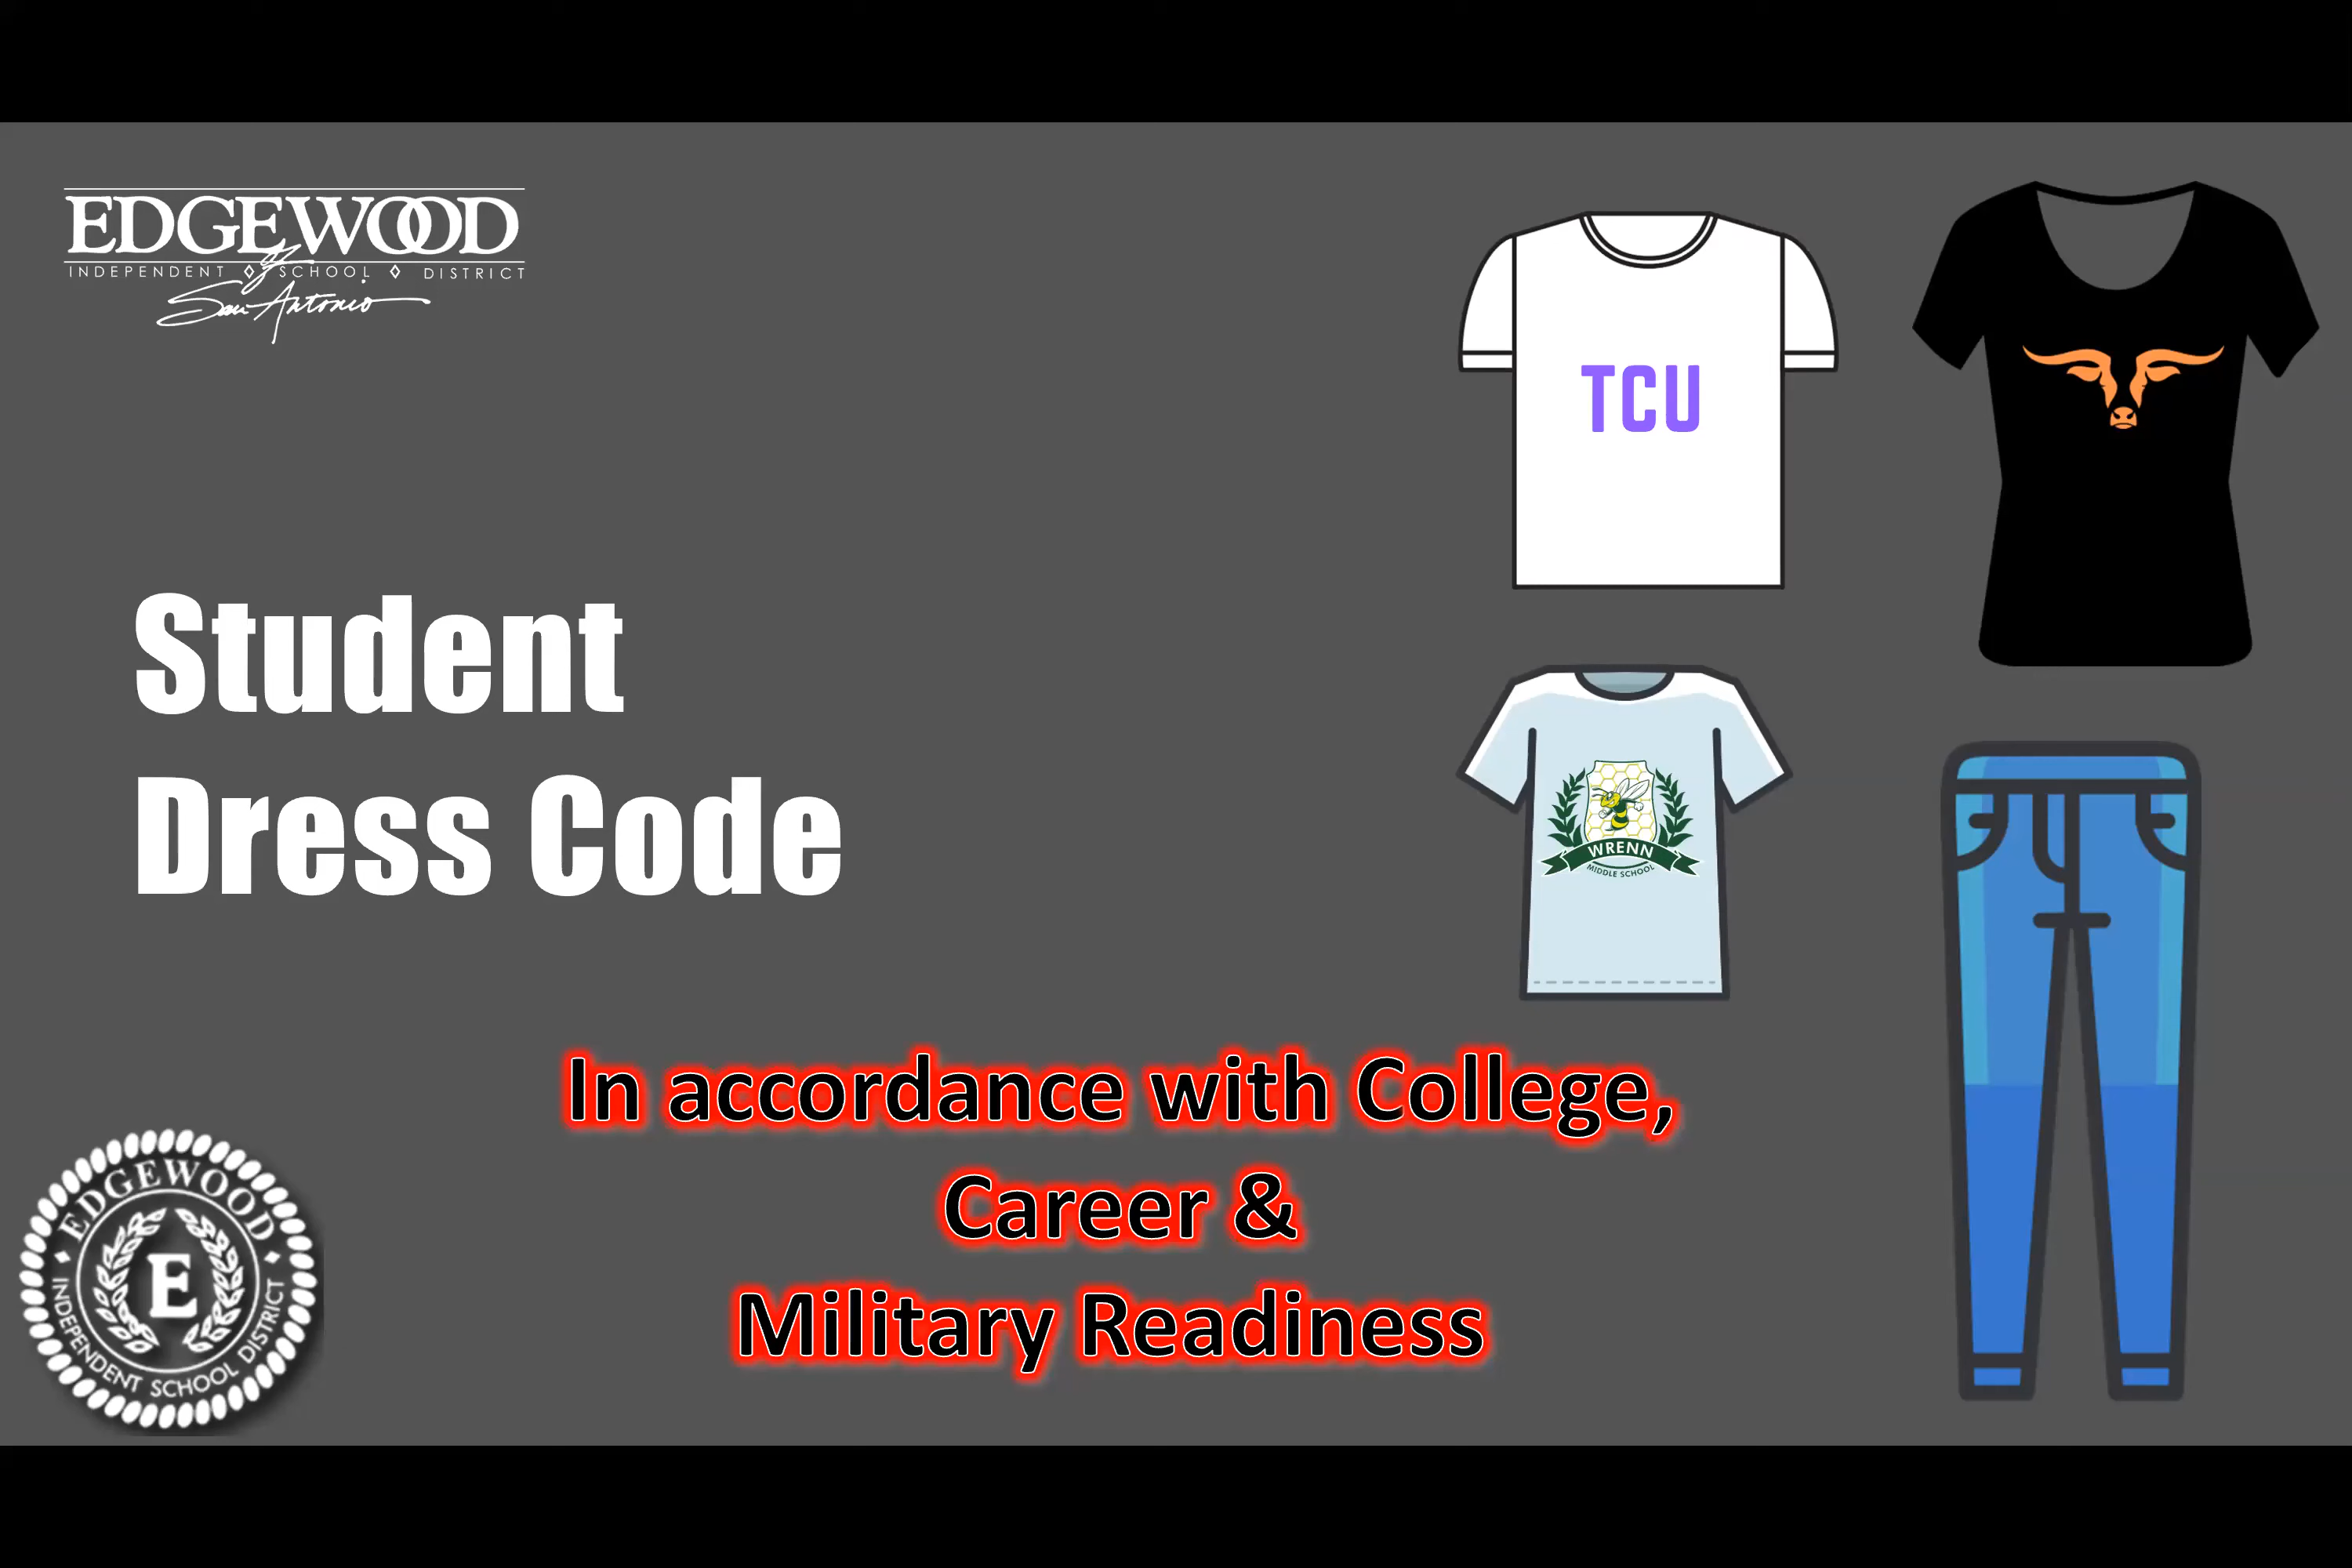 EDGEWOOD
INDEPENDENT SCHOOL DISTRICT
of
San Antonio
TCU
Student
Dress Code
WRENN
MIDDLE SCHOOL
In accordance with College,
Career &
Military Readiness
EDGEWOOD
E
INDEPENDENT SCHOOL DISTRICT